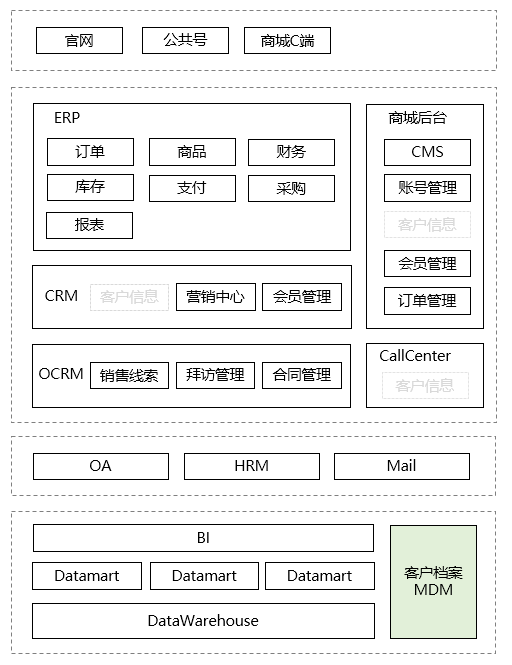 官网
公共号
商城C端
ERP
订单
商品
财务
库存
支付
采购
报表
商城后台
CMS
账号管理
客户信息
会员管理
订单管理
CRM
客户信息
营销中心
会员管理
OCRM
销售线索
拜访管理
合同管理
CallCenter
客户信息
OA
HRM
Mail
BI
Datamart
Datamart
Datamart
DataWarehouse
客户档案
MDM